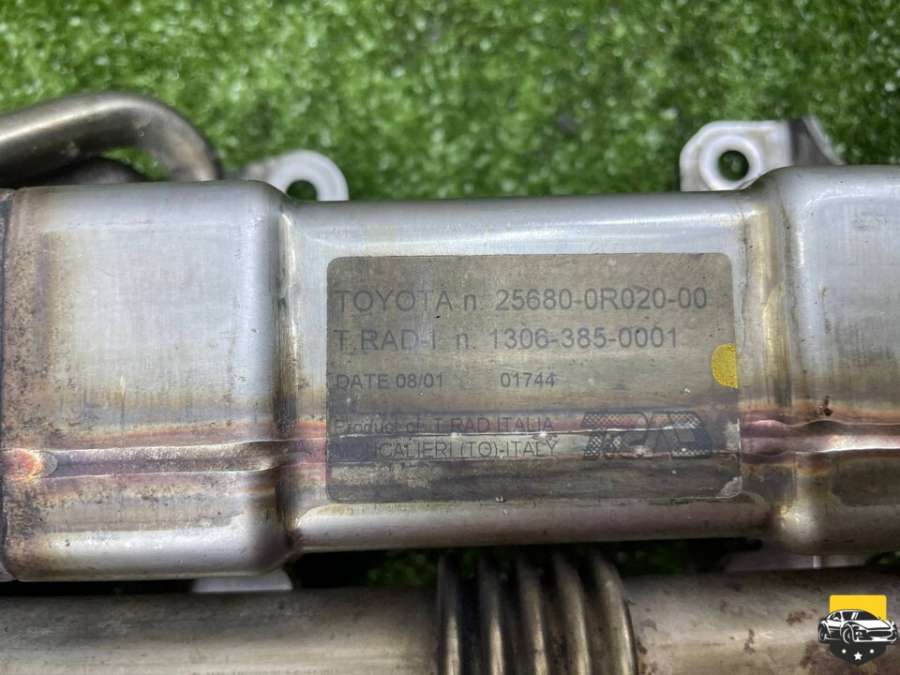 TOYOTA n. 25680-0R020-00
T.RAD-I n. 1306-385-0001
DATE 08/01 01744
Product of: T.RAD ITALIA
MONCALIERI (TO)-ITALY
TRAD